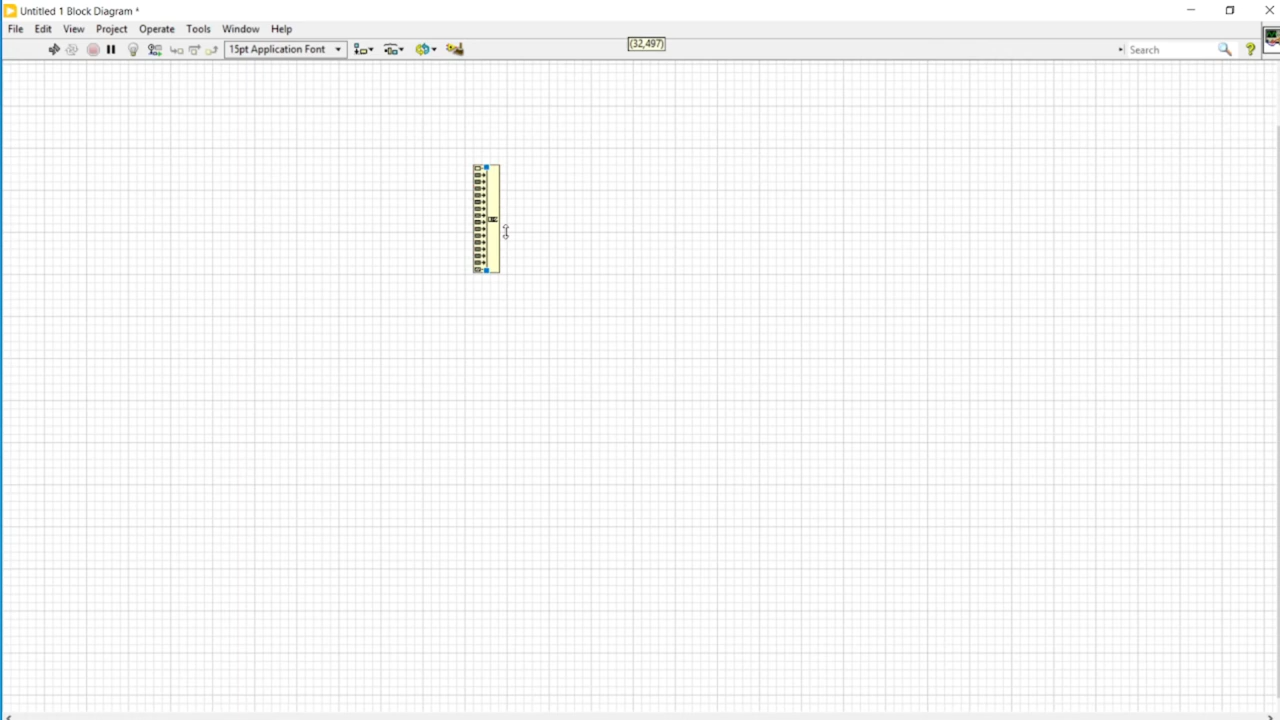 Untitled 1 Block Diagram *
File Edit View Project Operate Tools Window Help
15pt Application Font
(32,497)
Search
?